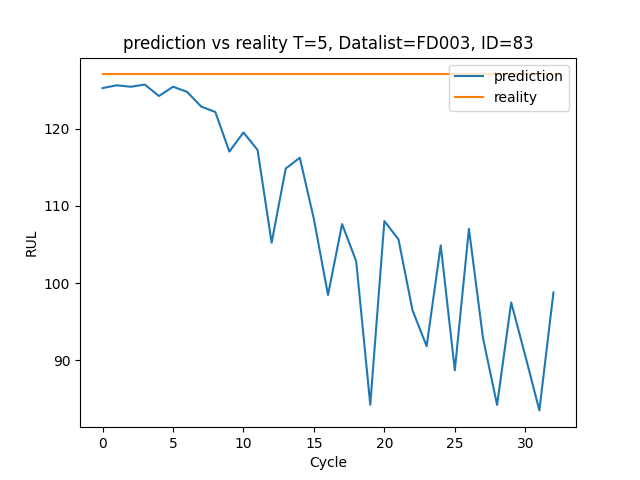 prediction vs reality T=5, Datalist=FD003, ID=83
prediction
reality
120
110
100
90
RUL
0 5 10 15 20 25 30
Cycle